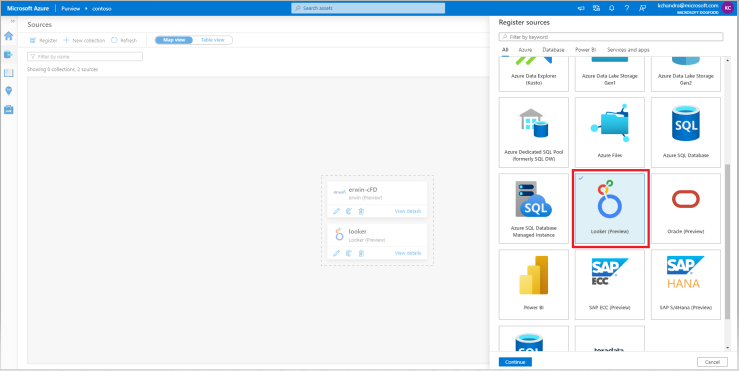 Microsoft Azure | Purview ▸ contoso
Search assets
kchandra@microsoft.com
MICROSOFT DOGFOOD
KC
Sources
Register
New collection
Refresh
Map view
Table view
Filter by name
Showing 0 collections, 2 sources
erwin
erwin-CFD
erwin (Preview)
View details
looker
Looker (Preview)
View details
Register sources
Filter by keyword
All
Azure
Database
Power BI
Services and apps
Azure Data Explorer
(Kusto)
Azure Data Lake Storage
Gen1
Azure Data Lake Storage
Gen2
Azure Dedicated SQL Pool
(formerly SQL DW)
Azure Files
SQL
Azure SQL Database
SQL
Azure SQL Database
Managed Instance
Looker (Preview)
Oracle (Preview)
Power BI
SAP
ECC
SAP ECC (Preview)
SAP
HANA
SAP S/4Hana (Preview)
SQL
teradata
Continue
Cancel